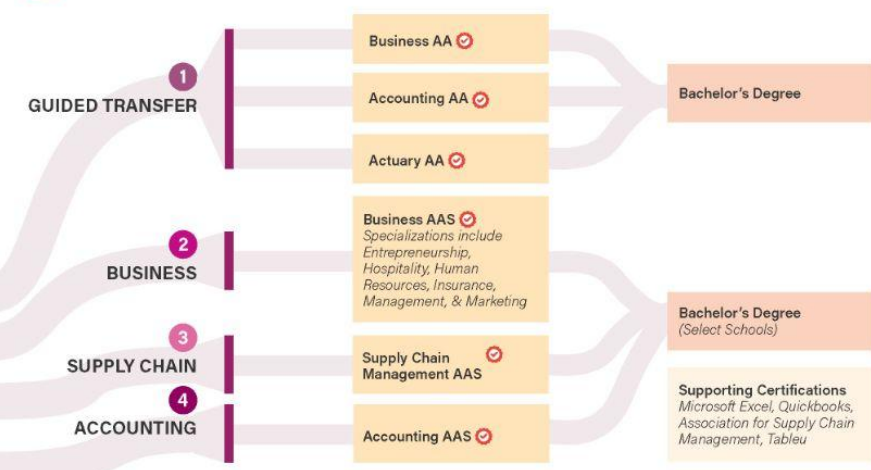 1
GUIDED TRANSFER
Business AA
Accounting AA
Actuary AA
Bachelor's Degree
2
BUSINESS
Business AAS
Specializations include
Entrepreneurship,
Hospitality, Human
Resources, Insurance,
Management, & Marketing
3
SUPPLY CHAIN
Supply Chain
Management AAS
4
ACCOUNTING
Accounting AAS
Bachelor's Degree
(Select Schools)
Supporting Certifications
Microsoft Excel, Quickbooks,
Association for Supply Chain
Management, Tableu